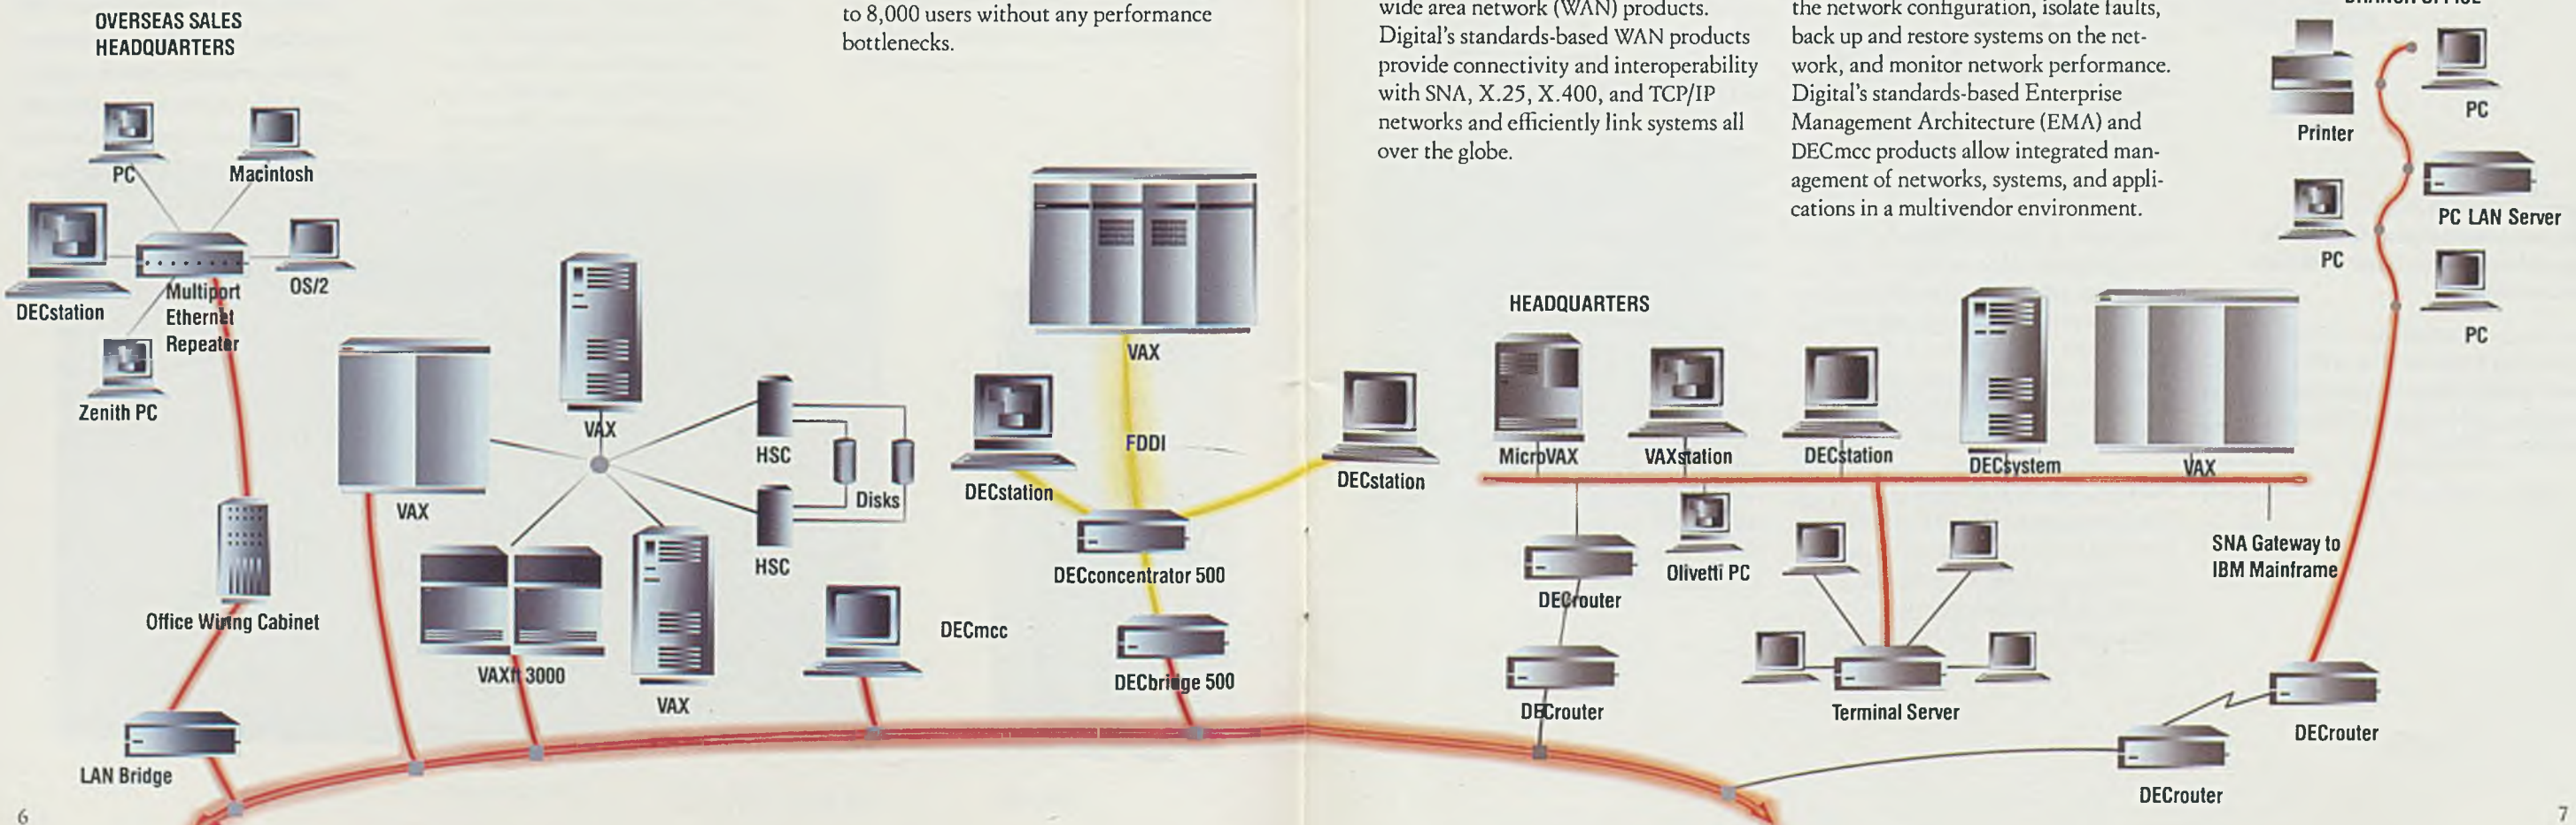 OVERSEAS SALES
HEADQUARTERS
to 8,000 users without any performance
bottlenecks.
wide area network (WAN) products.
Digital's standards-based WAN products
provide connectivity and interoperability
with SNA, X.25, X.400, and TCP/IP
networks and efficiently link systems all
over the globe.
the network configuration, isolate faults,
back up and restore systems on the net-
work, and monitor network performance.
Digital's standards-based Enterprise
Management Architecture (EMA) and
DECmcc products allow integrated man-
agement of networks, systems, and appli-
cations in a multivendor environment.
BRANCH OFFICE
PC
Macintosh
DECstation
Multiport
Ethernet
Repeater
OS/2
Zenith PC
Office Wiring Cabinet
LAN Bridge
VAX
VAX
HSC
Disks
HSC
VAXft 3000
VAX
DECmcc
VAX
FDDI
DECstation
DECstation
DECconcentrator 500
DECbridge 500
HEADQUARTERS
MicroVAX
VAXstation
DECstation
DECsystem
VAX
DECrouter
Olivetti PC
DECrouter
Terminal Server
SNA Gateway to
IBM Mainframe
Printer
PC
PC LAN Server
PC
PC
DECrouter
DECrouter
6
7